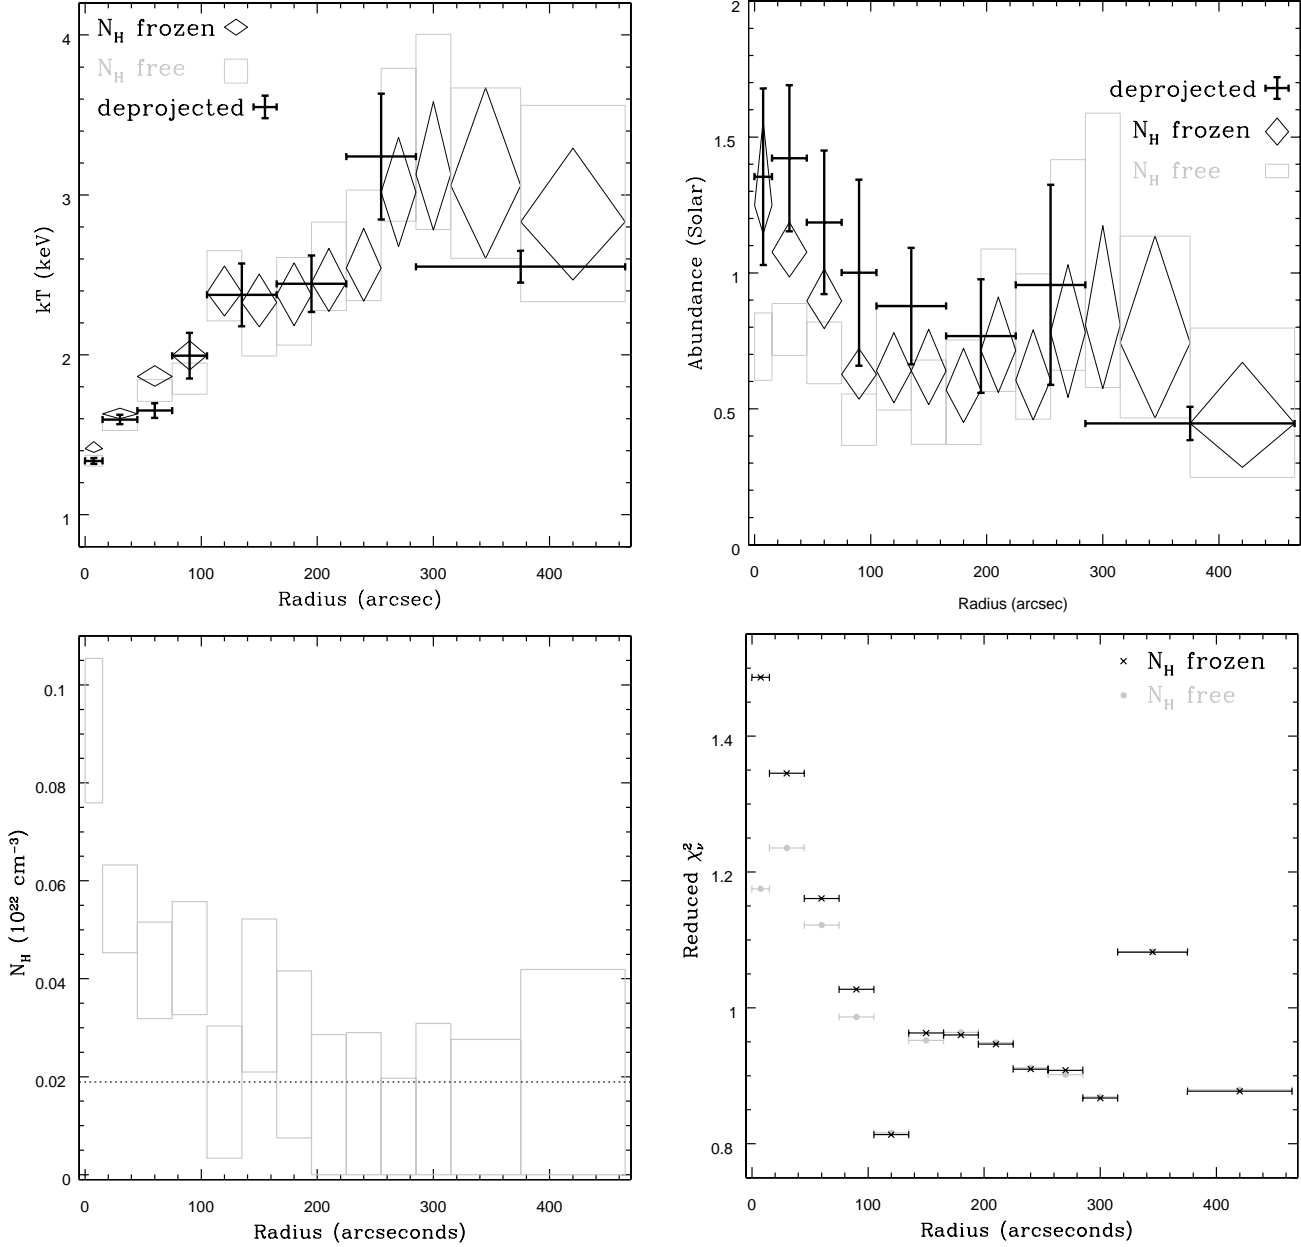 N_H frozen
N_H free
deprojected
4
3
2
1
kT (keV)
0 100 200 300 400
Radius (arcsec)
deprojected
N_H frozen
N_H free
2
1.5
1
0.5
0
Abundance (Solar)
0 100 200 300 400
Radius (arcsec)
0.1
0.08
0.06
0.04
0.02
0
N_H (10^22 cm^-3)
0 100 200 300 400
Radius (arcseconds)
N_H frozen
N_H free
1.4
1.2
1
0.8
Reduced χ_ν^2
0 100 200 300 400
Radius (arcseconds)